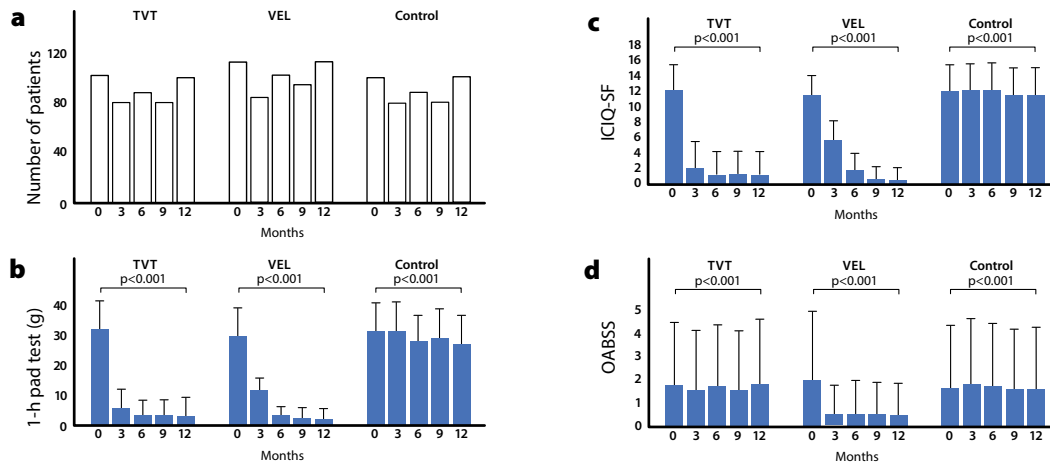 a
TVT VEL Control
Number of patients
120
80
40
0
0 3 6 9 12 0 3 6 9 12 0 3 6 9 12
Months
b
TVT VEL Control
p<0.001 p<0.001 p<0.001
1-h pad test (g)
40
30
20
10
0
0 3 6 9 12 0 3 6 9 12 0 3 6 9 12
Months
c
TVT VEL Control
p<0.001 p<0.001 p<0.001
ICIQ-SF
18
16
14
12
10
8
6
4
2
0
0 3 6 9 12 0 3 6 9 12 0 3 6 9 12
Months
d
TVT VEL Control
p<0.001 p<0.001 p<0.001
OABSS
5
4
3
2
1
0
0 3 6 9 12 0 3 6 9 12 0 3 6 9 12
Months